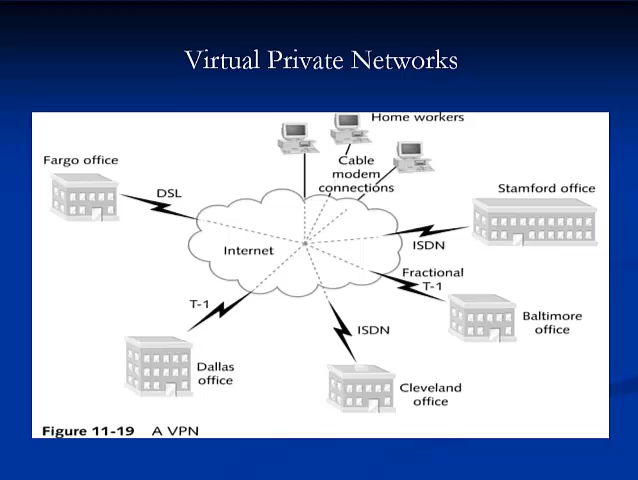 Virtual Private Networks
Home workers
Fargo office
Cable
modem
connections
DSL
Stamford office
Internet
ISDN
Fractional
T-1
T-1
Baltimore
office
ISDN
Dallas
office
Cleveland
office
Figure 11-19 A VPN